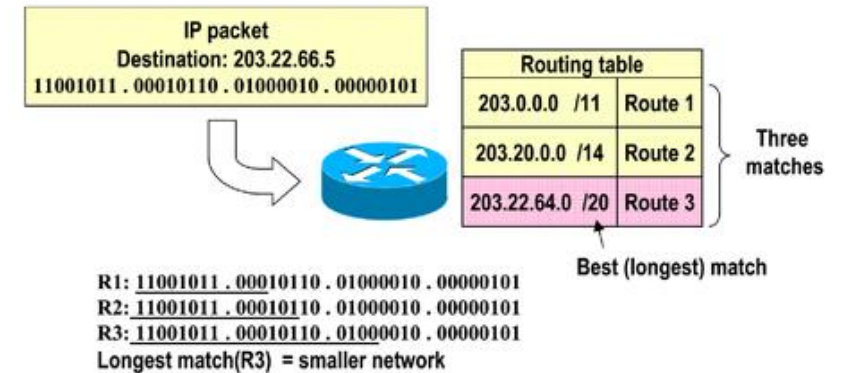 IP packet
Destination: 203.22.66.5
11001011 . 00010110 . 01000010 . 00000101
Routing table
203.0.0.0 /11 Route 1
203.20.0.0 /14 Route 2
203.22.64.0 /20 Route 3
Three
matches
Best (longest) match
R1: 11001011 . 00010110 . 01000010 . 00000101
R2: 11001011 . 00010110 . 01000010 . 00000101
R3: 11001011 . 00010110 . 01000010 . 00000101
Longest match(R3) = smaller network